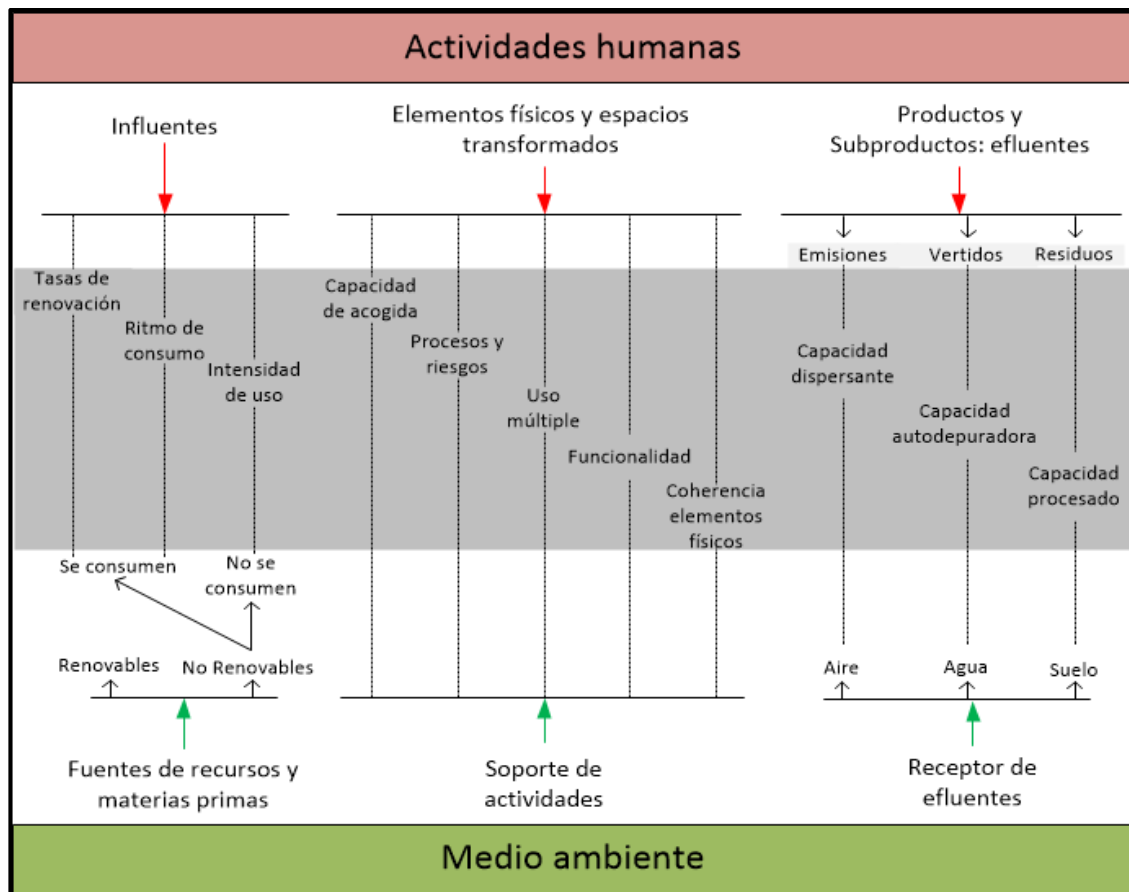 Actividades humanas
Influentes
Elementos físicos y espacios
transformados
Productos y
Subproductos: efluentes
Emisiones
Vertidos
Residuos
Tasas de
renovación
Ritmo de
consumo
Intensidad
de uso
Capacidad
de acogida
Procesos y
riesgos
Uso
múltiple
Funcionalidad
Coherencia
elementos
físicos
Capacidad
dispersante
Capacidad
autodepuradora
Capacidad
procesado
Se consumen
No se
consumen
Renovables
No Renovables
Aire
Agua
Suelo
Fuentes de recursos y
materias primas
Soporte de
actividades
Receptor de
efluentes
Medio ambiente